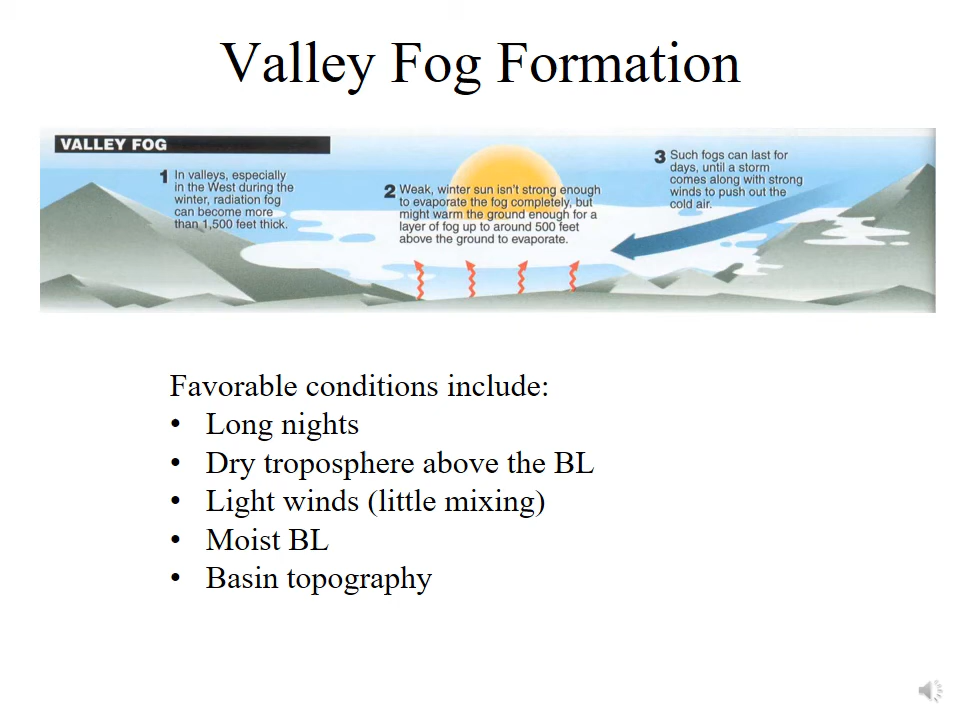 Valley Fog Formation
VALLEY FOG
1 In valleys, especially
in the West during the
winter, radiation fog
can become more
than 1,500 feet thick.
2 Weak, winter sun isn't strong enough
to evaporate the fog completely, but
might warm the ground enough for a
layer of fog up to around 500 feet
above the ground to evaporate.
3 Such fogs can last for
days, until a storm
comes along with strong
winds to push out the
cold air.
Favorable conditions include:
• Long nights
• Dry troposphere above the BL
• Light winds (little mixing)
• Moist BL
• Basin topography